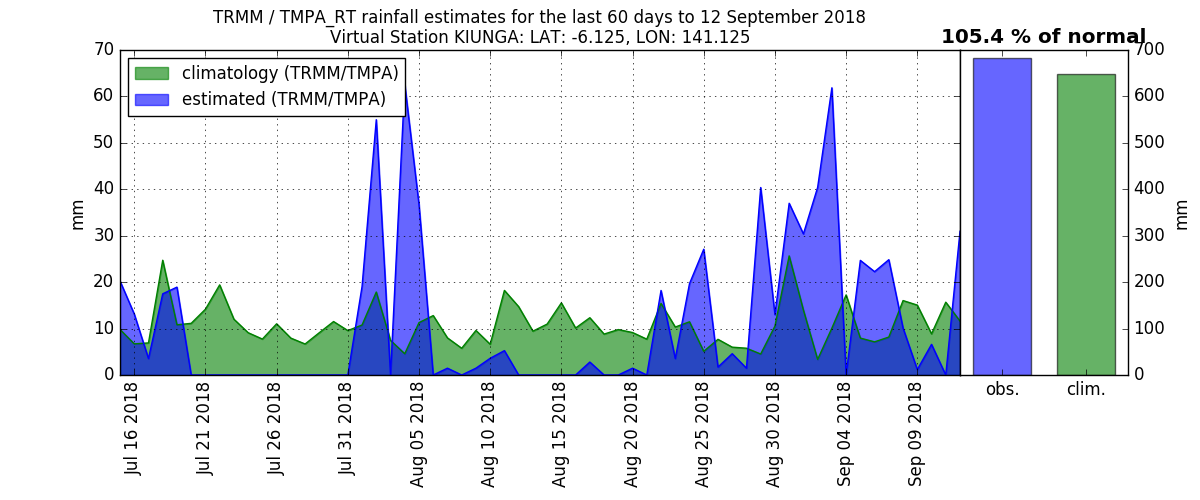 TRMM / TMPA_RT rainfall estimates for the last 60 days to 12 September 2018
Virtual Station KIUNGA: LAT: -6.125, LON: 141.125
105.4 % of normal
climatology (TRMM/TMPA)
estimated (TRMM/TMPA)
70
60
50
40
30
20
10
0
mm
Jul 16 2018
Jul 21 2018
Jul 26 2018
Jul 31 2018
Aug 05 2018
Aug 10 2018
Aug 15 2018
Aug 20 2018
Aug 25 2018
Aug 30 2018
Sep 04 2018
Sep 09 2018
700
600
500
400
300
200
100
0
mm
obs.
clim.